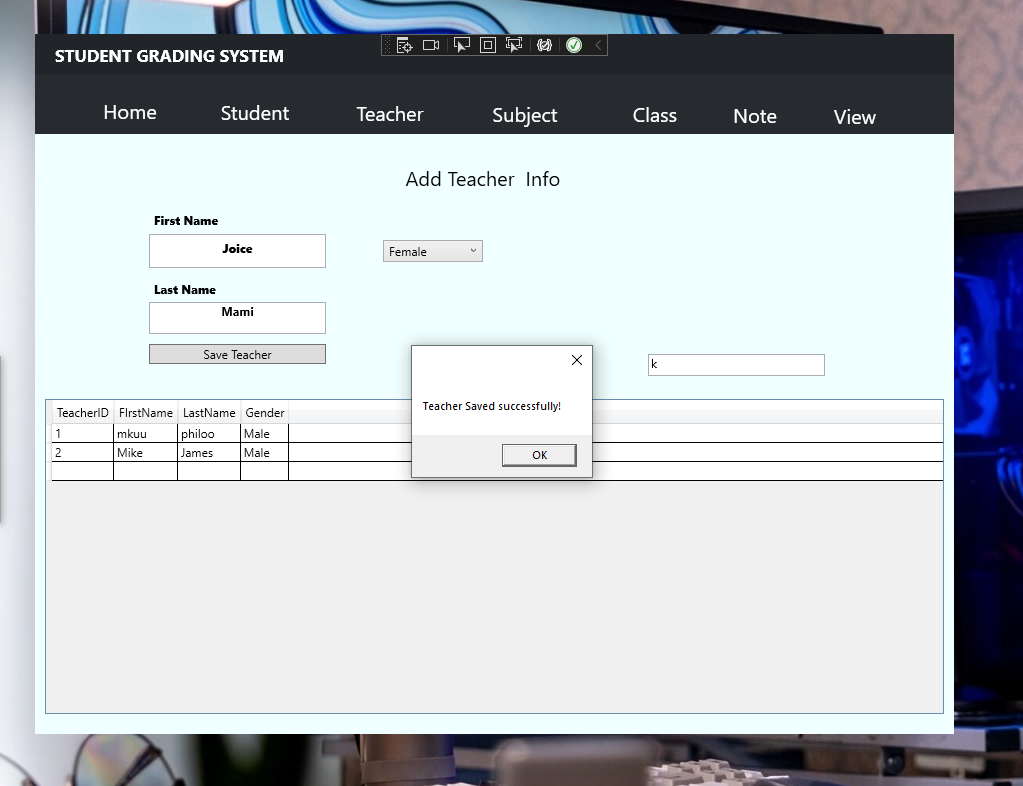 STUDENT GRADING SYSTEM
Home Student Teacher Subject Class Note View
Add Teacher Info
First Name
Joice
Female
Last Name
Mami
Save Teacher
k
Teacher Saved successfully!
OK
TeacherID FIrstName LastName Gender
1 mkuu philoo Male
2 Mike James Male